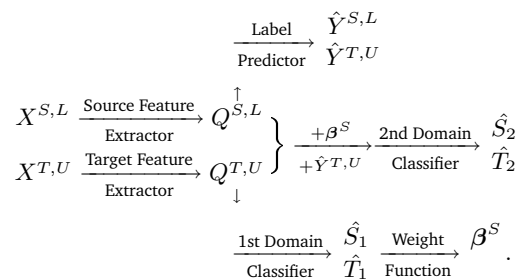 Label Predictor Ŷ^{S,L}
Ŷ^{T,U}
X^{S,L} Source Feature Extractor Q^{S,L} ↑
X^{T,U} Target Feature Extractor Q^{T,U} ↓
} +β^S +Ŷ^{T,U} 2nd Domain Classifier Ŝ_2
T̂_2
1st Domain Classifier Ŝ_1
T̂_1 Weight Function β^S .